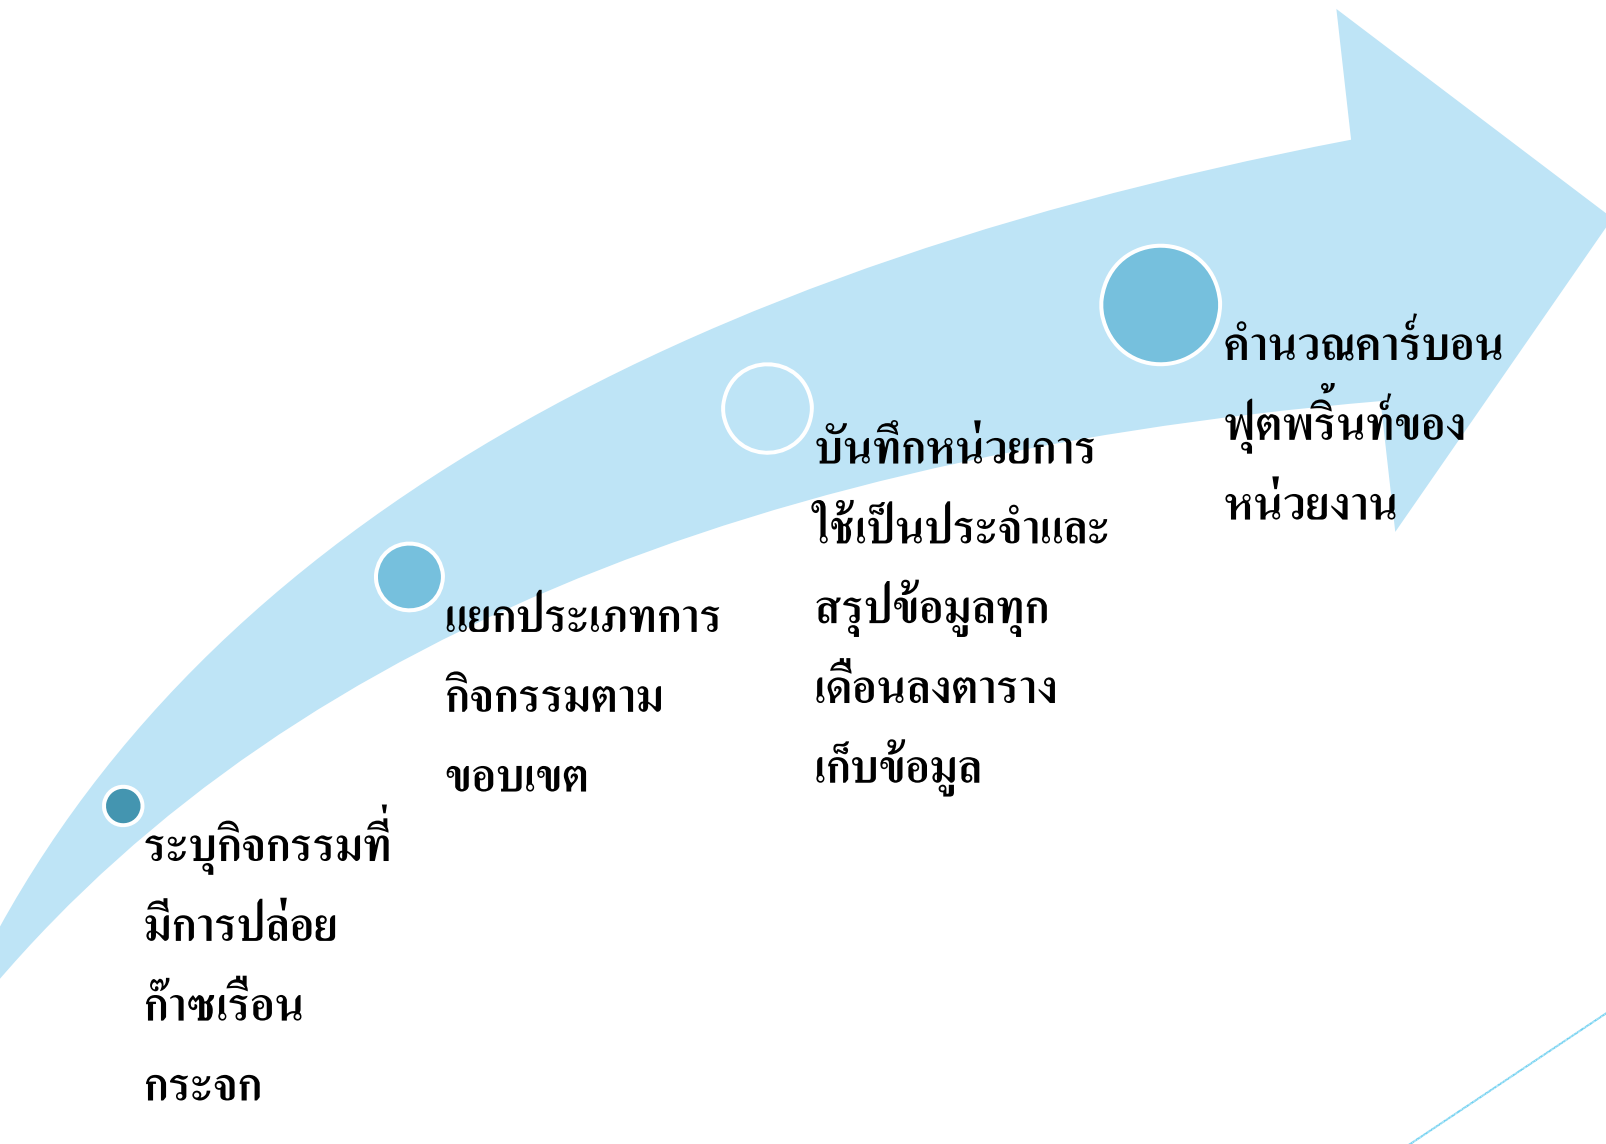 ระบุกิจกรรมที่
มีการปล่อย
ก๊าซเรือน
กระจก
แยกประเภทการ
กิจกรรมตาม
ขอบเขต
บันทึกหน่วยการ
ใช้เป็นประจำและ
สรุปข้อมูลทุก
เดือนลงตาราง
เก็บข้อมูล
คำนวณคาร์บอน
ฟุตพริ้นท์ของ
หน่วยงาน